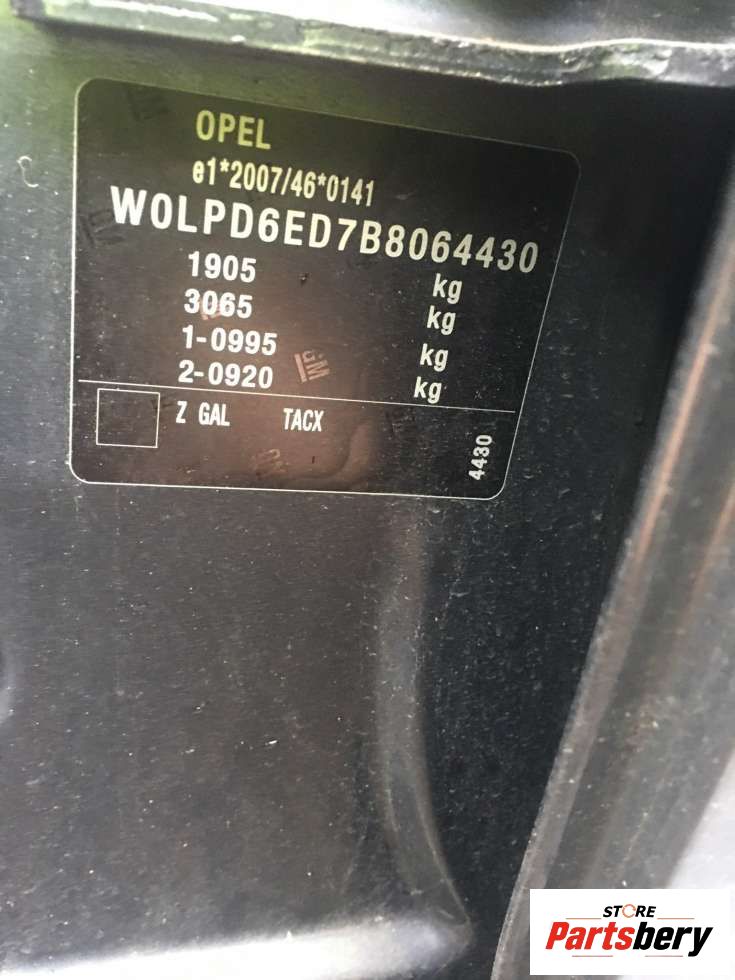 OPEL
e1*2007/46*0141
W0LPD6ED7B8064430
1905 kg
3065 kg
1-0995 kg
2-0920 kg
Z GAL TACX
4430
GM
STORE
Partsbery